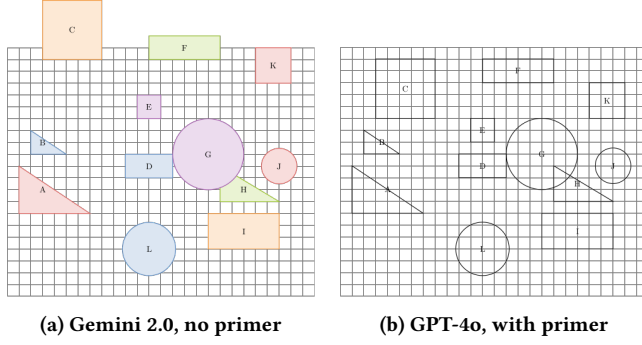 C
F
K
E
B
G
D
J
A
H
I
L
(a) Gemini 2.0, no primer
F
C
K
E
B
G
D
J
H
A
I
L
(b) GPT-4o, with primer